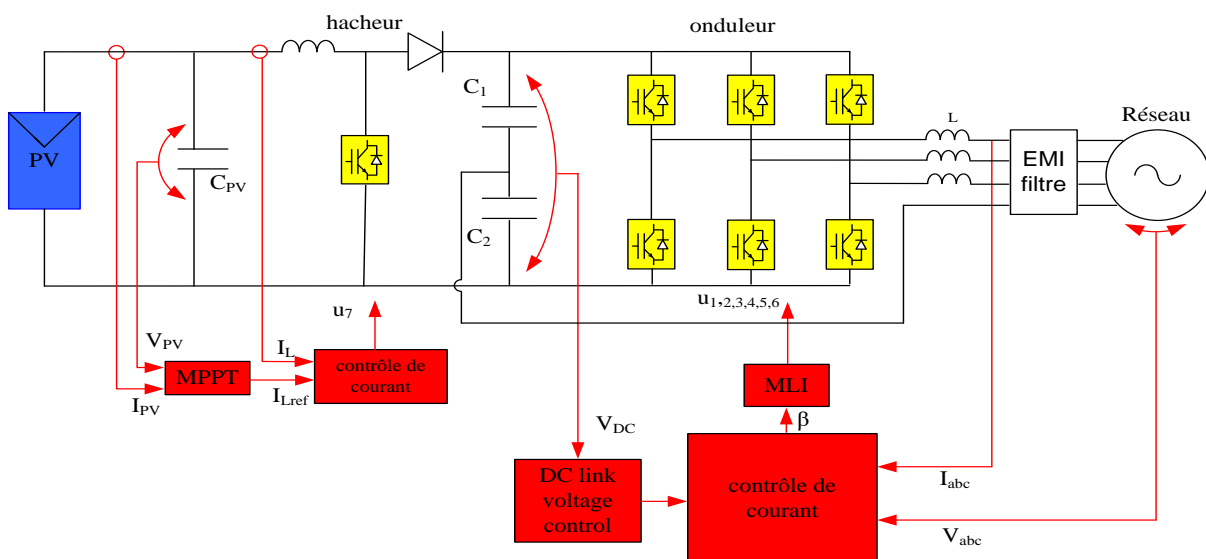 hacheur
onduleur
C1
L
Réseau
PV
CPV
EMI
filtre
C2
u7
u1,2,3,4,5,6
VPV
IL
contrôle de
courant
MPPT
MLI
IPV
ILref
VDC
β
DC link
voltage
control
contrôle de
courant
Iabc
Vabc